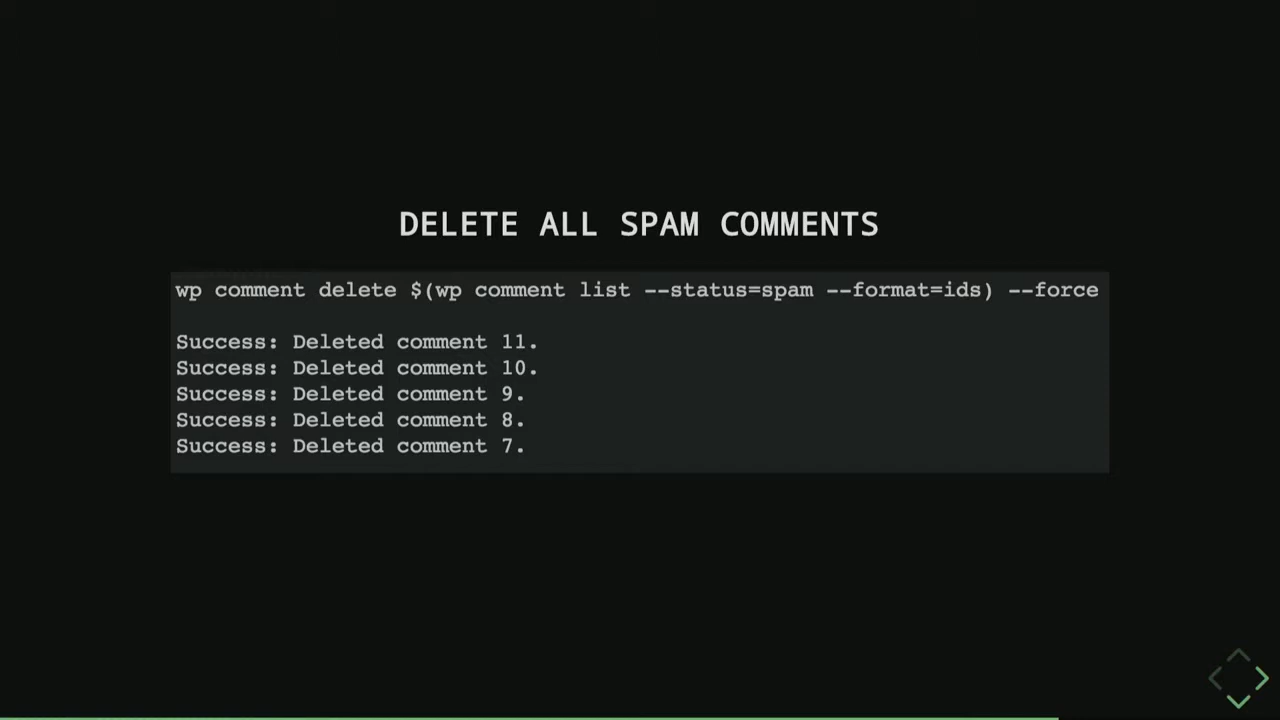 DELETE ALL SPAM COMMENTS
wp comment delete $(wp comment list --status=spam --format=ids) --force
Success: Deleted comment 11.
Success: Deleted comment 10.
Success: Deleted comment 9.
Success: Deleted comment 8.
Success: Deleted comment 7.